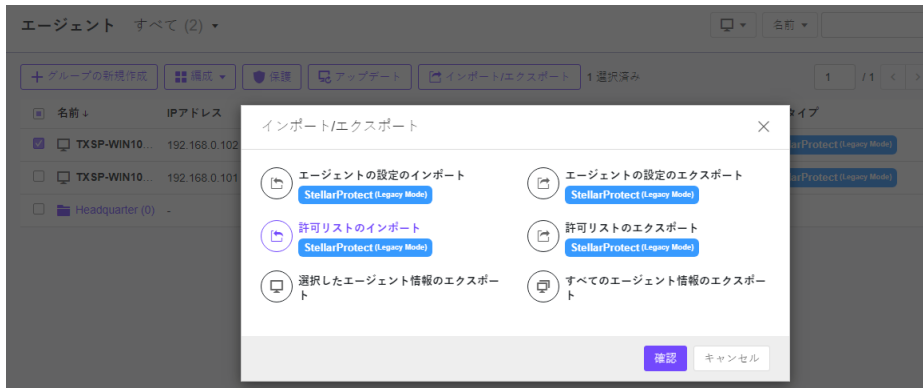 エージェント すべて (2)
名前
グループの新規作成 編成 保護 アップデート インポート/エクスポート 1 選択済み 1 / 1
名前↓ IPアドレス イプ
TXSP-WIN10... 192.168.0.102 arProtect (Legacy Mode)
TXSP-WIN10... 192.168.0.101 arProtect (Legacy Mode)
Headquarter (0) -
インポート/エクスポート
エージェントの設定のインポート
StellarProtect (Legacy Mode)
エージェントの設定のエクスポート
StellarProtect (Legacy Mode)
許可リストのインポート
StellarProtect (Legacy Mode)
許可リストのエクスポート
StellarProtect (Legacy Mode)
選択したエージェント情報のエクスポー
ト
すべてのエージェント情報のエクスポー
ト
確認 キャンセル